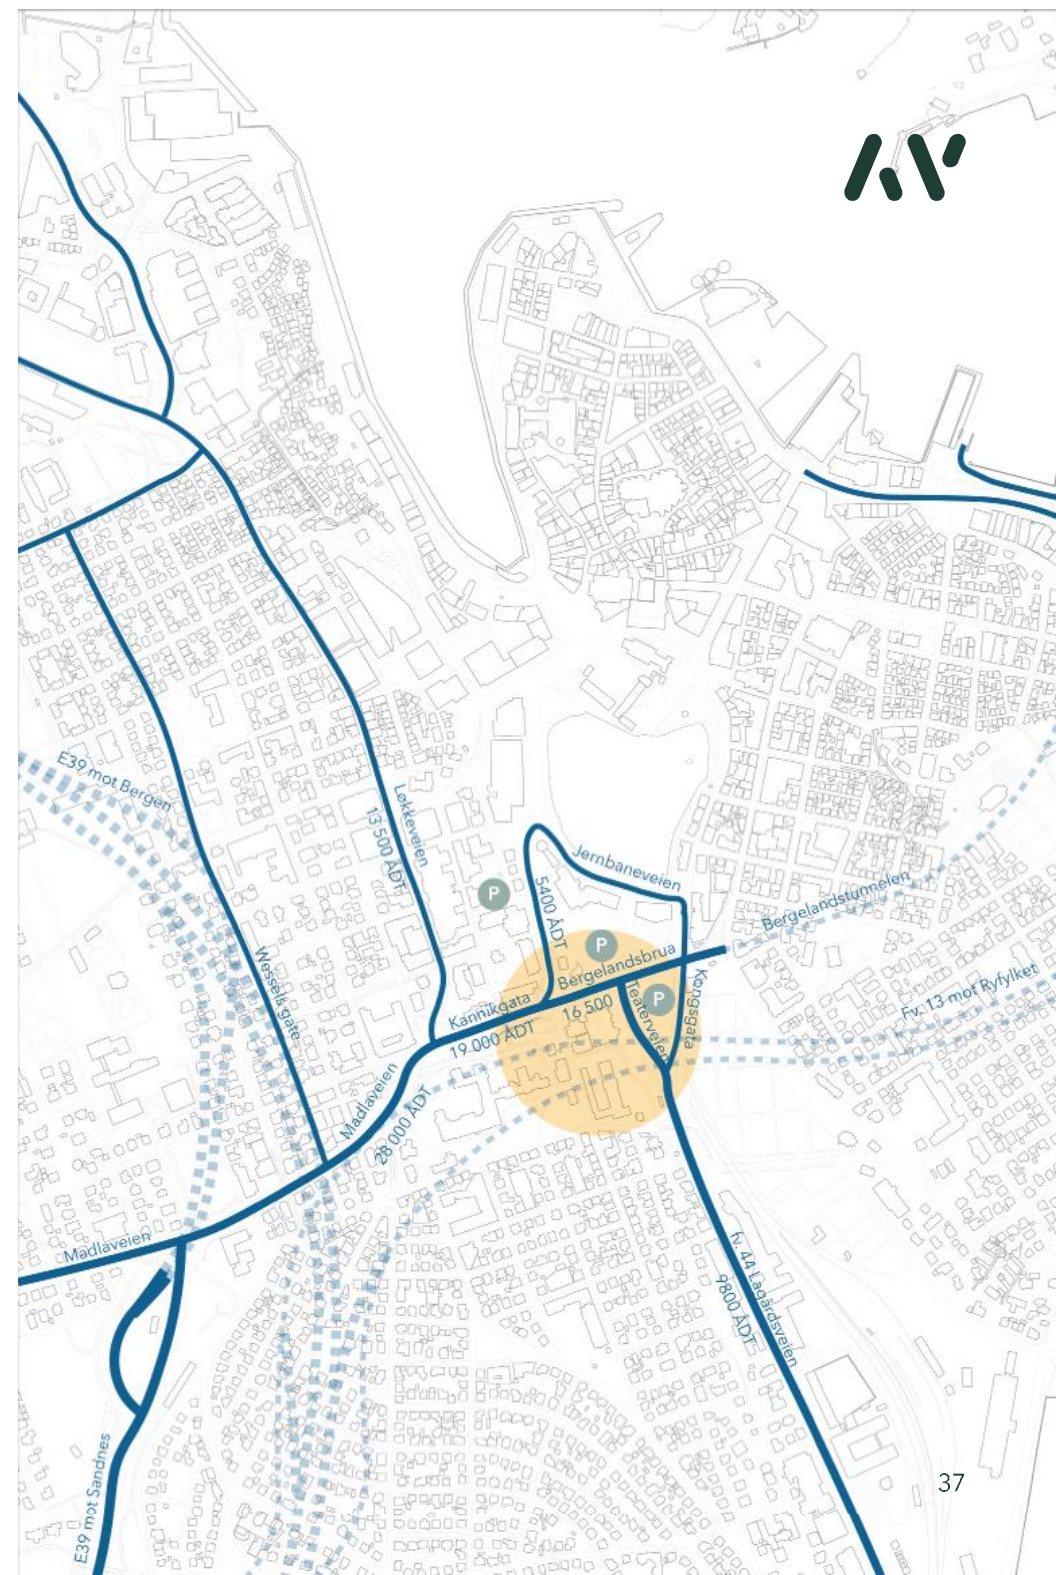 E39 mot Bergen
Løkkeveien
13 500 ÅDT
Jernbaneveien
P
5400 ÅDT
Bergelandstunnelen
P
Bergelandsbrua
Wessels gate
Kannikgata
16 500
Teaterveien
P
Kongsgata
Fv. 13 mot Ryfylket
19 000 ÅDT
Madlaveien
28 000 ÅDT
Madlaveien
fv. 44 Lagårdsveien
9800 ÅDT
E39 mot Sandnes
37